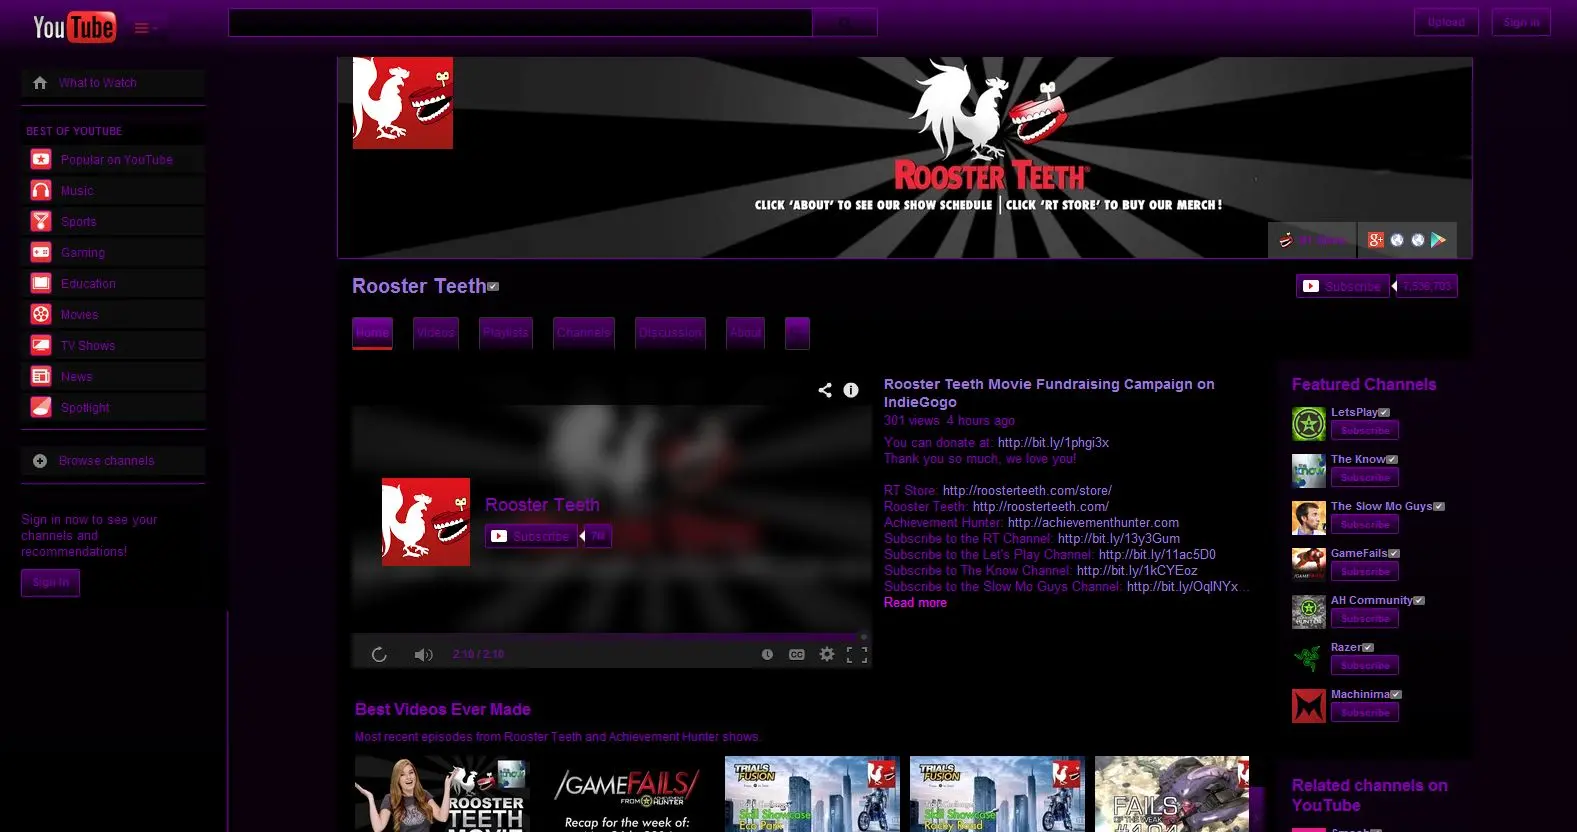 YouTube
Upload
Sign in
What to Watch
BEST OF YOUTUBE
Popular on YouTube
Music
Sports
Gaming
Education
Movies
TV Shows
News
Spotlight
Browse channels
Sign in now to see your
channels and
recommendations!
Sign In
ROOSTER TEETH
CLICK 'ABOUT' TO SEE OUR SHOW SCHEDULE | CLICK 'RT STORE' TO BUY OUR MERCH!
Rooster Teeth
Subscribe
Home
Videos
Playlists
Channels
Discussion
About
Rooster Teeth
Subscribe
2:10 / 2:10
CC
Rooster Teeth Movie Fundraising Campaign on
IndieGogo
301 views 4 hours ago
You can donate at: http://bit.ly/1phgi3x
Thank you so much, we love you!
RT Store: http://roosterteeth.com/store/
Rooster Teeth: http://roosterteeth.com/
Achievement Hunter: http://achievementhunter.com
Subscribe to the RT Channel: http://bit.ly/13y3Gum
Subscribe to the Let's Play Channel: http://bit.ly/11ac5D0
Subscribe to The Know Channel: http://bit.ly/1kCYEoz
Subscribe to the Slow Mo Guys Channel: http://bit.ly/OqlNYx...
Read more
Featured Channels
LetsPlay
Subscribe
The Know
Subscribe
The Slow Mo Guys
Subscribe
GameFails
Subscribe
AH Community
Subscribe
Razer
Subscribe
Machinima
Subscribe
Related channels on
YouTube
Best Videos Ever Made
Most recent episodes from Rooster Teeth and Achievement Hunter shows.
ROOSTER
TEETH
MOVIE
/GAMEFAILS/
FROM HUNTER
Recap for the week of:
TRIALS
FUSION
Skill Showcase
Eco Park
TRIALS
FUSION
Skill Showcase
Rocky Road
FAILS
OF THE WEAK